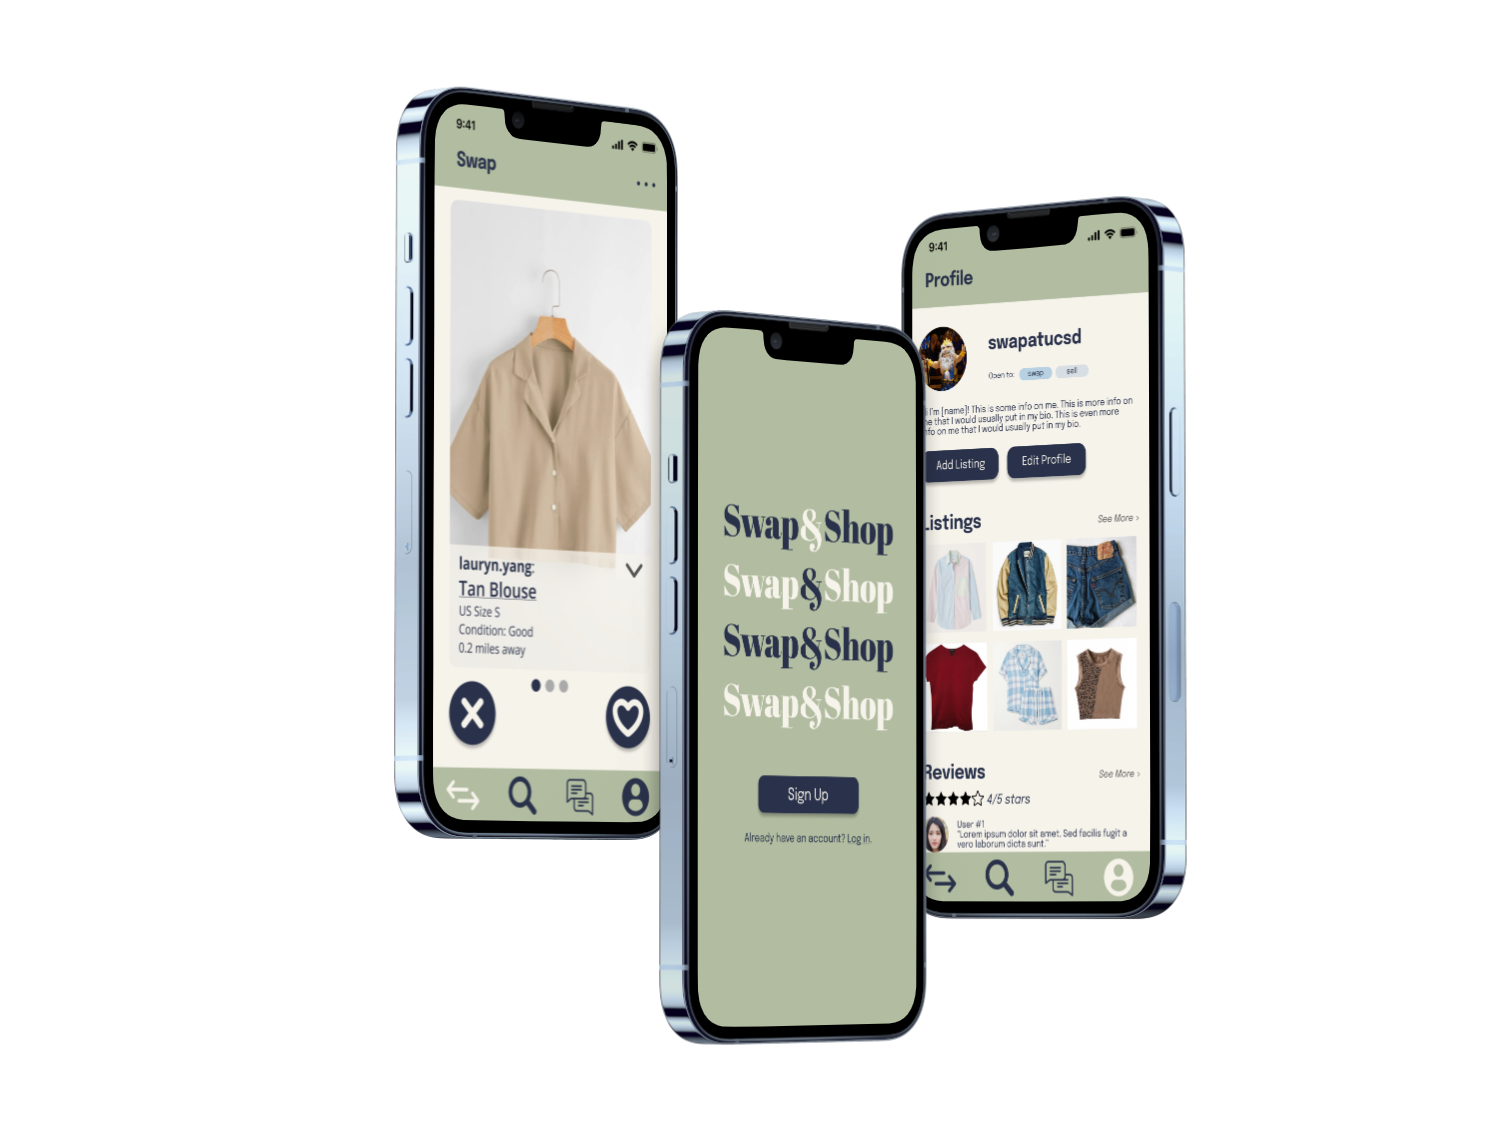 9:41
Swap
lauryn.yang:
Tan Blouse
US Size S
Condition: Good
0.2 miles away
Swap&Shop
Swap&Shop
Swap&Shop
Swap&Shop
Sign Up
Already have an account? Log in.
9:41
Profile
swapatucsd
Open to: swap sell
I'm [name]! This is some info on me. This is more info on
me that I would usually put in my bio. This is even more
info on me that I would usually put in my bio.
Add Listing Edit Profile
Listings See More >
Reviews See More >
4/5 stars
User #1
"Lorem ipsum dolor sit amet. Sed facilis fugit a
vero laborum dicta sunt."